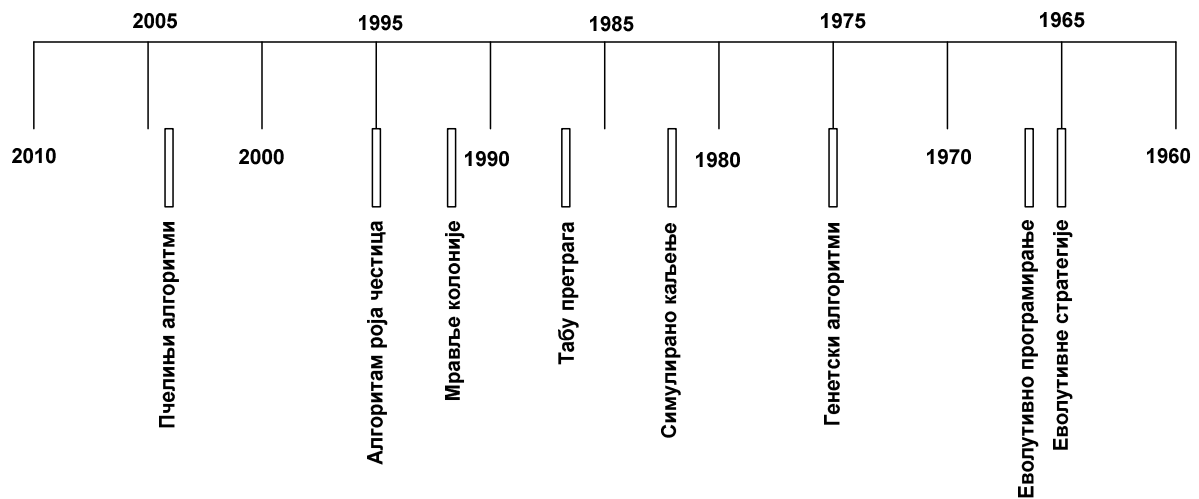 2005
1995
1985
1975
1965
2010
2000
1990
1980
1970
1960
Пчелињи алгоритми
Алгоритам роја честица
Мравље колоније
Табу претрага
Симулирано каљење
Генетски алгоритми
Еволутивно програмирање
Еволутивне стратегије